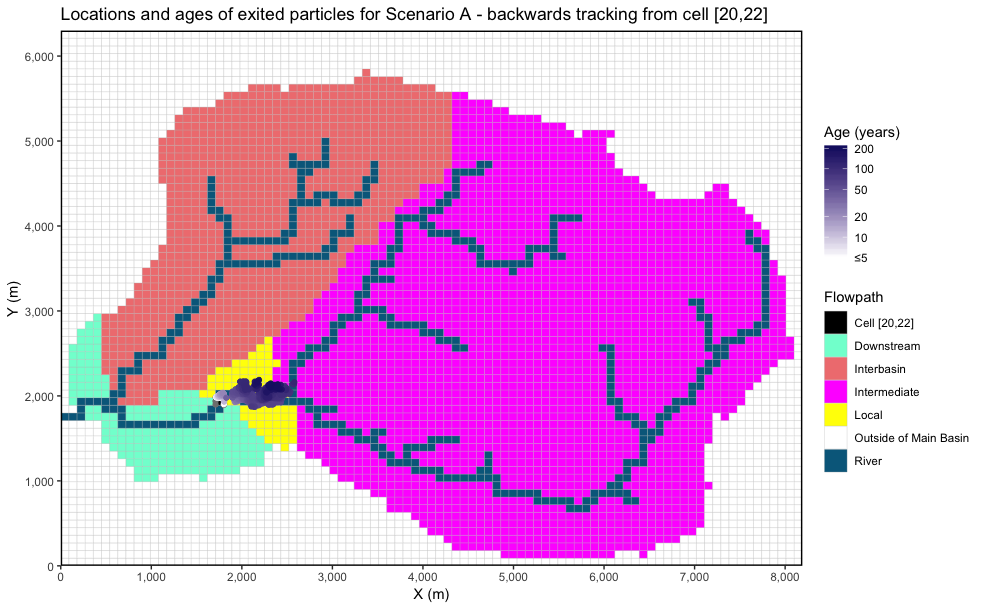 Locations and ages of exited particles for Scenario A - backwards tracking from cell [20,22]
6,000
5,000
4,000
3,000
2,000
1,000
0
Y (m)
0 1,000 2,000 3,000 4,000 5,000 6,000 7,000 8,000
X (m)
Age (years)
200
100
50
20
10
≤5
Flowpath
Cell [20,22]
Downstream
Interbasin
Intermediate
Local
Outside of Main Basin
River